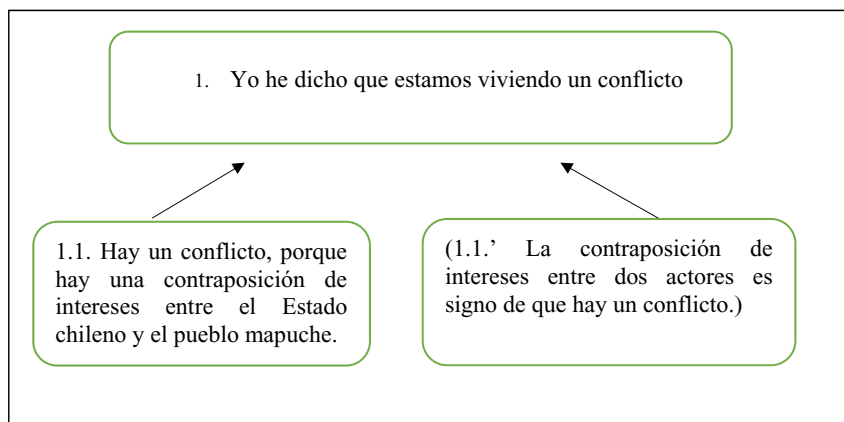 1. Yo he dicho que estamos viviendo un conflicto
1.1. Hay un conflicto, porque
hay una contraposición de
intereses entre el Estado
chileno y el pueblo mapuche.
(1.1.’ La contraposición de
intereses entre dos actores es
signo de que hay un conflicto.)